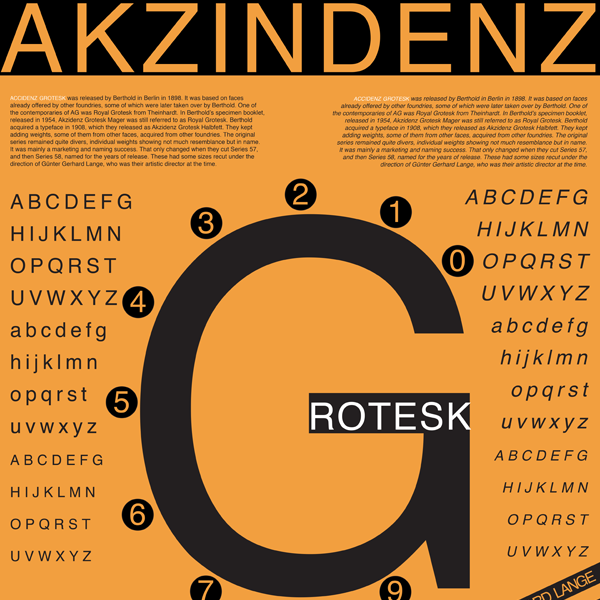 AKZINDENZ
ACCIDENZ GROTESK was released by Berthold in Berlin in 1898. It was based on faces
already offered by other foundries, some of which were later taken over by Berthold. One of
the contemporaries of AG was Royal Grotesk from Theinhardt. In Berthold's specimen booklet,
released in 1954, Akzidenz Grotesk Mager was still referred to as Royal Grotesk. Berthold
acquired a typeface in 1908, which they released as Akzidenz Grotesk Halbfett. They kept
adding weights, some of them from other faces, acquired from other foundries. The original
series remained quite divers, individual weights showing not much resemblance but in name.
It was mainly a marketing and naming success. That only changed when they cut Series 57,
and then Series 58, named for the years of release. These had some sizes recut under the
direction of Günter Gerhard Lange, who was their artistic director at the time.
ACCIDENZ GROTESK was released by Berthold in Berlin in 1898. It was based on faces
already offered by other foundries, some of which were later taken over by Berthold. One of
the contemporaries of AG was Royal Grotesk from Theinhardt. In Berthold's specimen booklet,
released in 1954, Akzidenz Grotesk Mager was still referred to as Royal Grotesk. Berthold
acquired a typeface in 1908, which they released as Akzidenz Grotesk Halbfett. They kept
adding weights, some of them from other faces, acquired from other foundries. The original
series remained quite divers, individual weights showing not much resemblance but in name.
It was mainly a marketing and naming success. That only changed when they cut Series 57,
and then Series 58, named for the years of release. These had some sizes recut under the
direction of Günter Gerhard Lange, who was their artistic director at the time.
ABCDEFG
HIJKLMN
OPQRST
UVWXYZ
abcdefg
hijklmn
opqrst
uvwxyz
ABCDEFG
HIJKLMN
OPQRST
UVWXYZ
0
1
2
3
4
5
6
7
9
G
ROTESK
ABCDEFG
HIJKLMN
OPQRST
UVWXYZ
abcdefg
hijklmn
opqrst
uvwxyz
ABCDEFG
HIJKLMN
OPQRST
UVWXYZ
LANGE